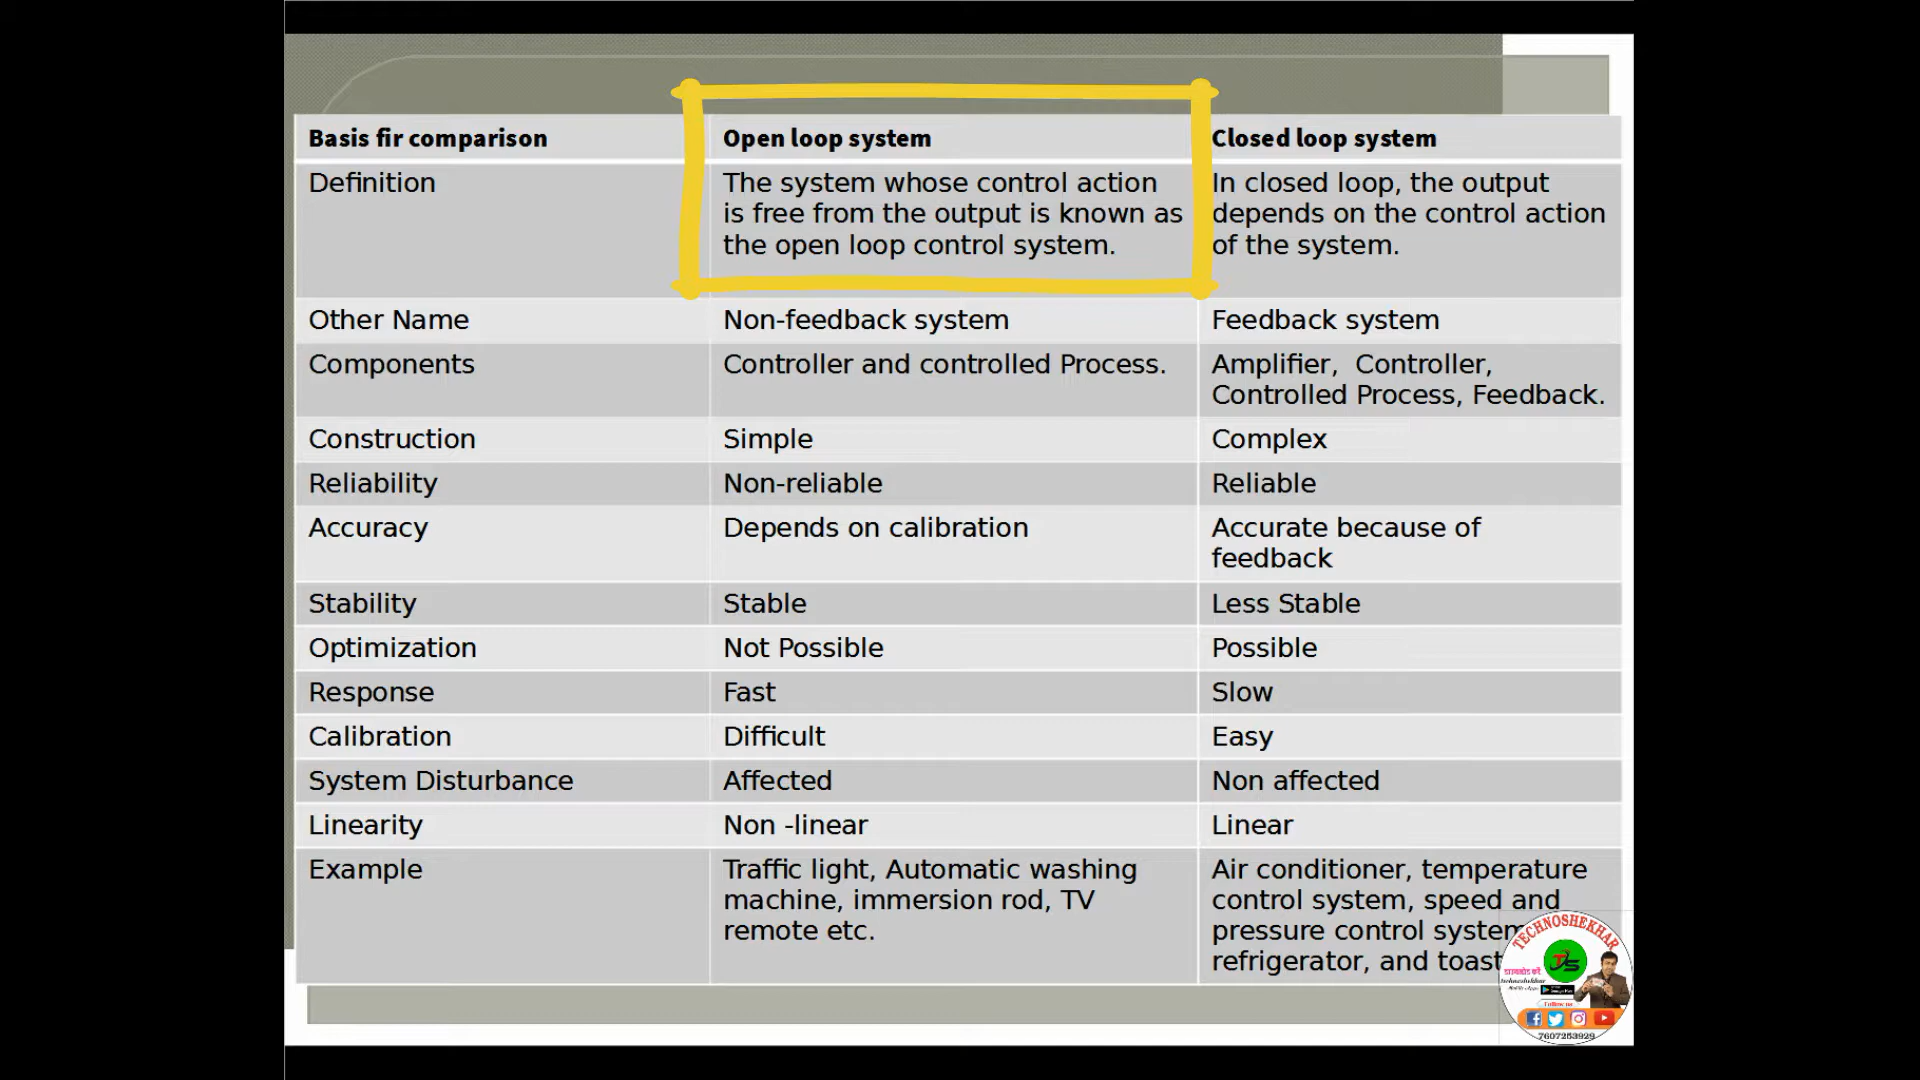 Basis fir comparison
Open loop system
Closed loop system
Definition
The system whose control action
is free from the output is known as
the open loop control system.
In closed loop, the output
depends on the control action
of the system.
Other Name
Non-feedback system
Feedback system
Components
Controller and controlled Process.
Amplifier, Controller,
Controlled Process, Feedback.
Construction
Simple
Complex
Reliability
Non-reliable
Reliable
Accuracy
Depends on calibration
Accurate because of
feedback
Stability
Stable
Less Stable
Optimization
Not Possible
Possible
Response
Fast
Slow
Calibration
Difficult
Easy
System Disturbance
Affected
Non affected
Linearity
Non -linear
Linear
Example
Traffic light, Automatic washing
machine, immersion rod, TV
remote etc.
Air conditioner, temperature
control system, speed and
pressure control system
refrigerator, and toast
TECHNOSHEKHAR
डाउनलोड करें
technoshekhar
Follow us
7607253929